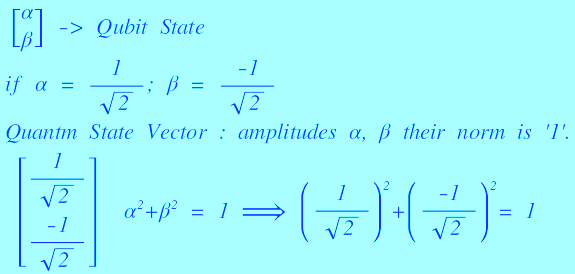 [α β] -> Qubit State
if α = 1/√2 ; β = -1/√2
Quantm State Vector : amplitudes α, β their norm is '1'.
[1/√2 -1/√2] α²+β² = 1 ⟹ (1/√2)²+(-1/√2)² = 1